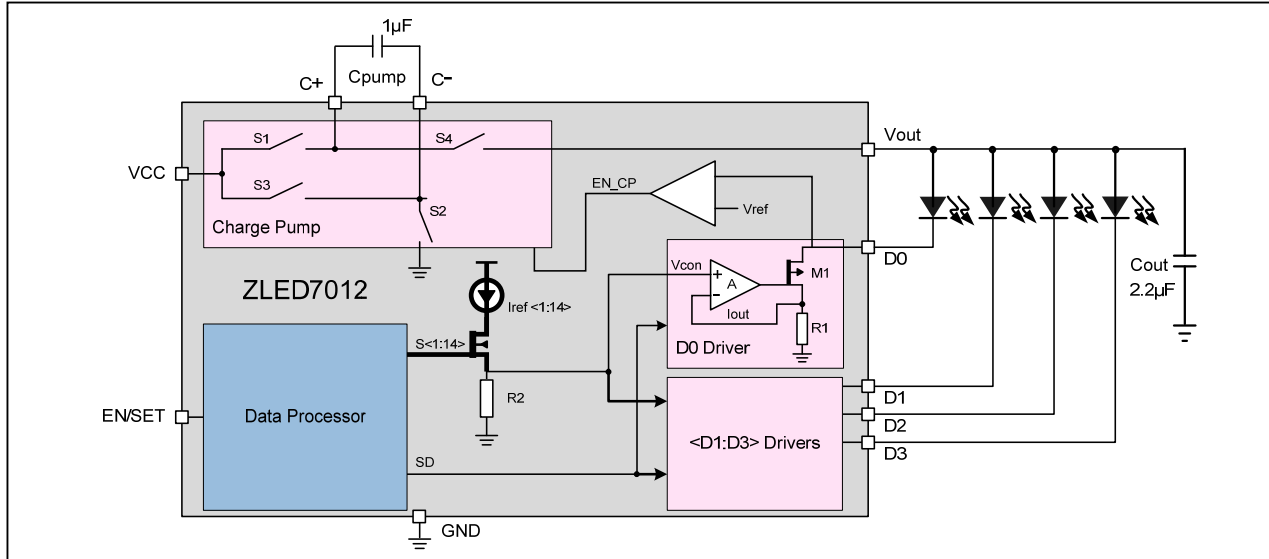 1µF
C+
Cpump
C-
S1
S4
Vout
VCC
S3
S2
EN_CP
Vref
Charge Pump
D0
Vcon
+
A
-
M1
Cout
2.2µF
ZLED7012
Iref <1:14>
Iout
R1
S<1:14>
D0 Driver
R2
D1
EN/SET
Data Processor
D2
<D1:D3> Drivers
D3
SD
GND